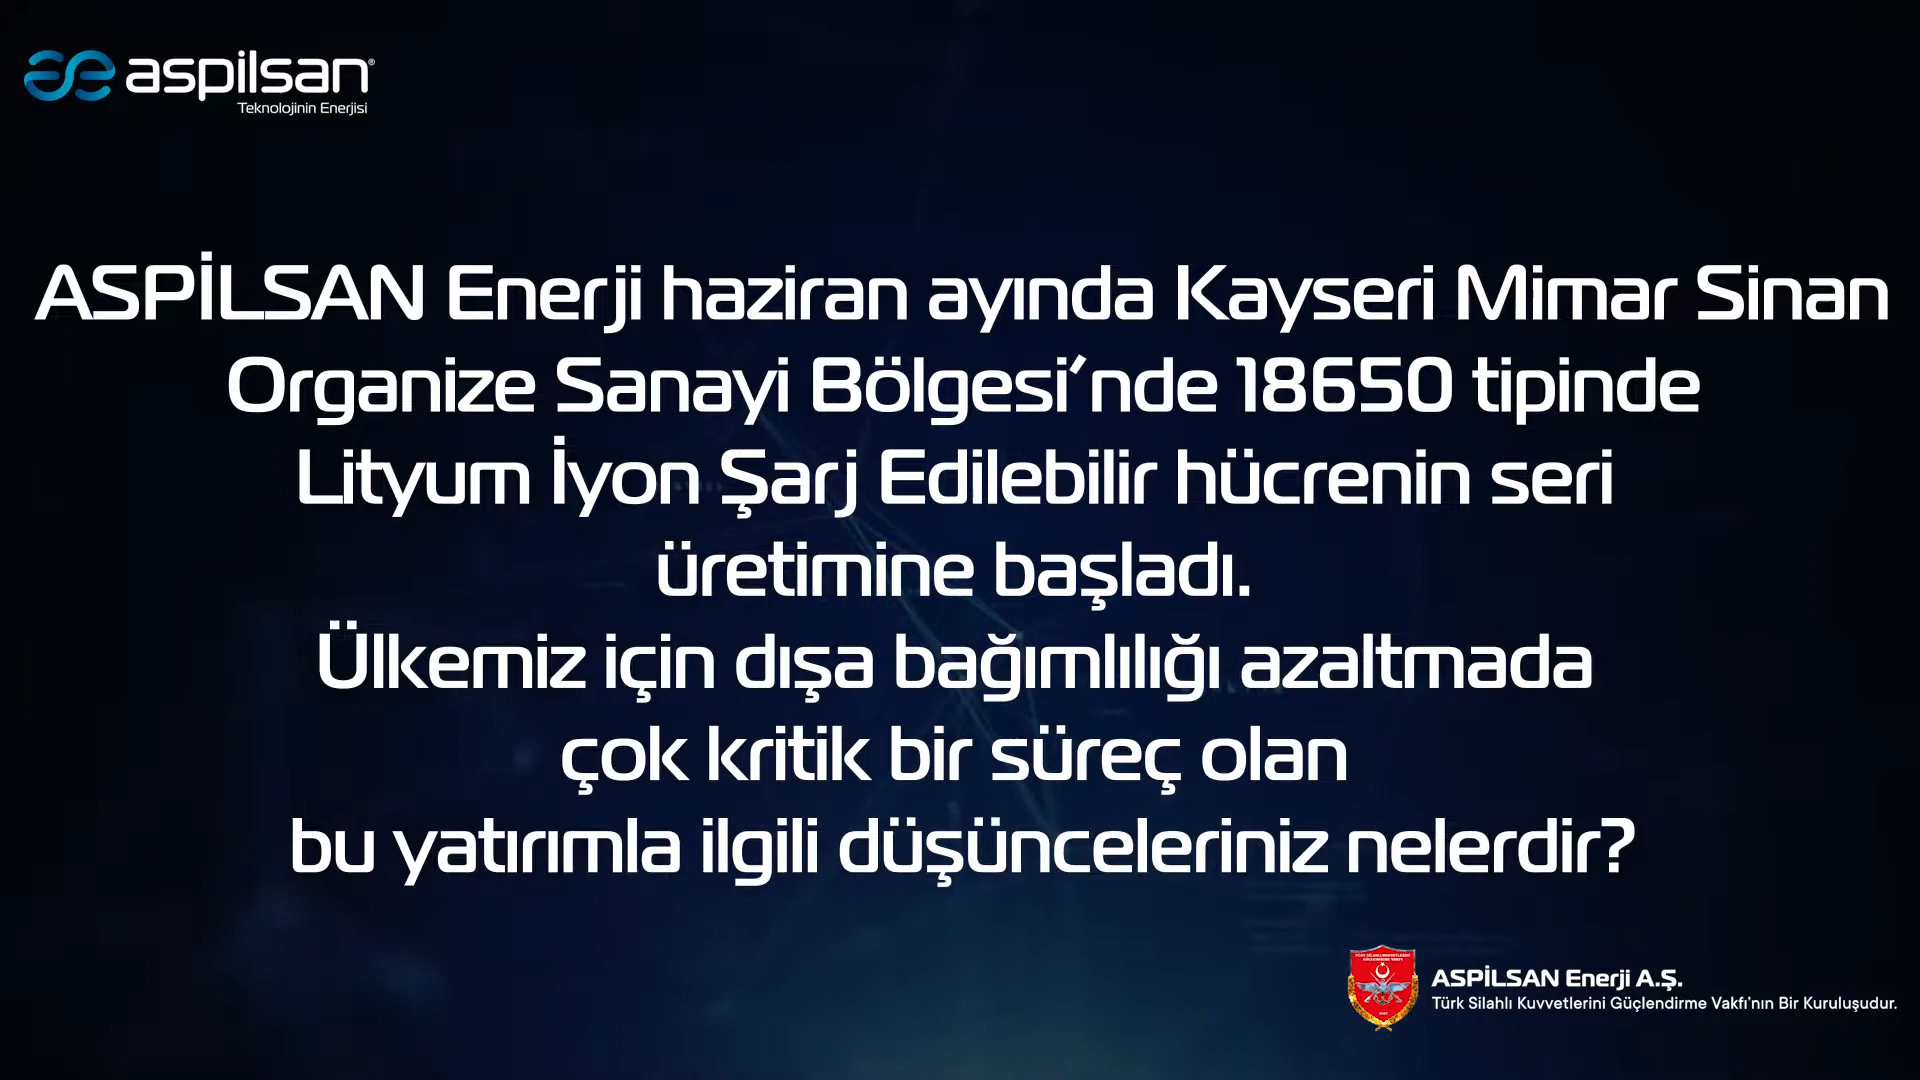 aspilsan®
Teknolojinin Enerjisi
ASPİLSAN Enerji haziran ayında Kayseri Mimar Sinan
Organize Sanayi Bölgesi’nde 18650 tipinde
Lityum İyon Şarj Edilebilir hücrenin seri
üretimine başladı.
Ülkemiz için dışa bağımlılığı azaltmada
çok kritik bir süreç olan
bu yatırımla ilgili düşünceleriniz nelerdir?
ASPİLSAN Enerji A.Ş.
Türk Silahlı Kuvvetlerini Güçlendirme Vakfı’nın Bir Kuruluşudur.